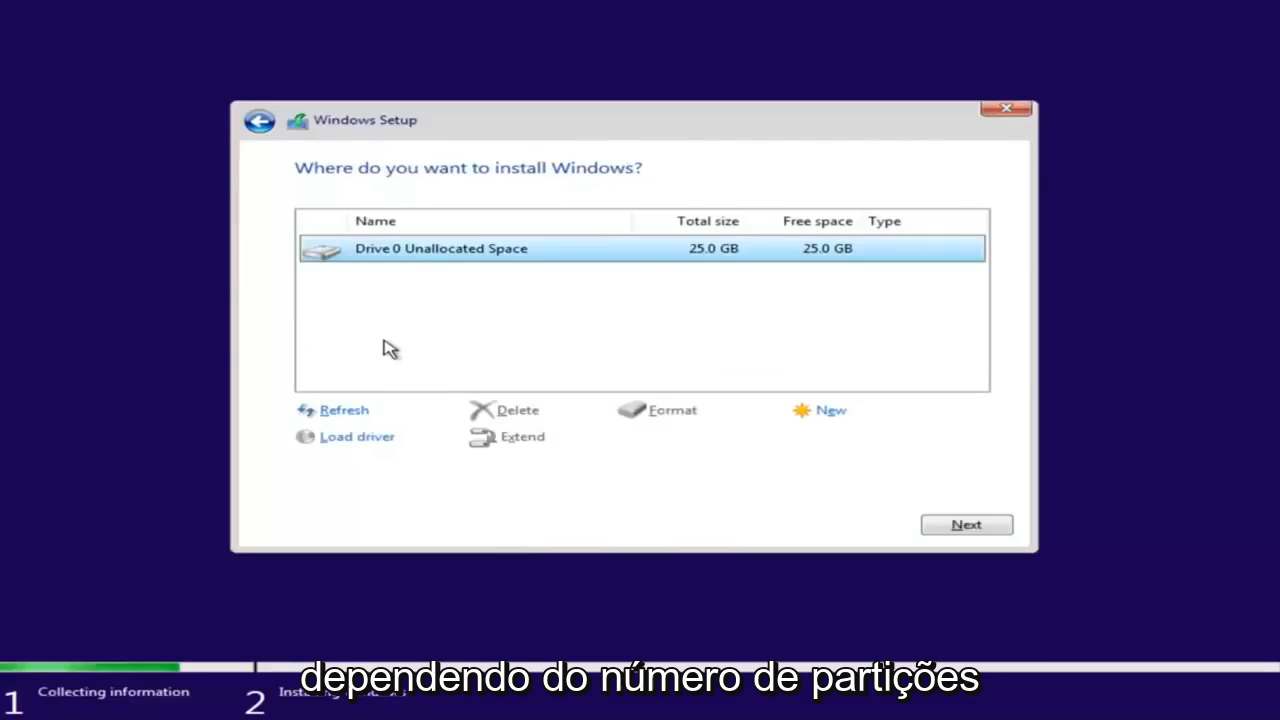 Windows Setup
Where do you want to install Windows?
Name Total size Free space Type
Drive 0 Unallocated Space 25.0 GB 25.0 GB
Refresh Delete Format New
Load driver Extend
Next
dependendo do número de partições
1 Collecting information 2